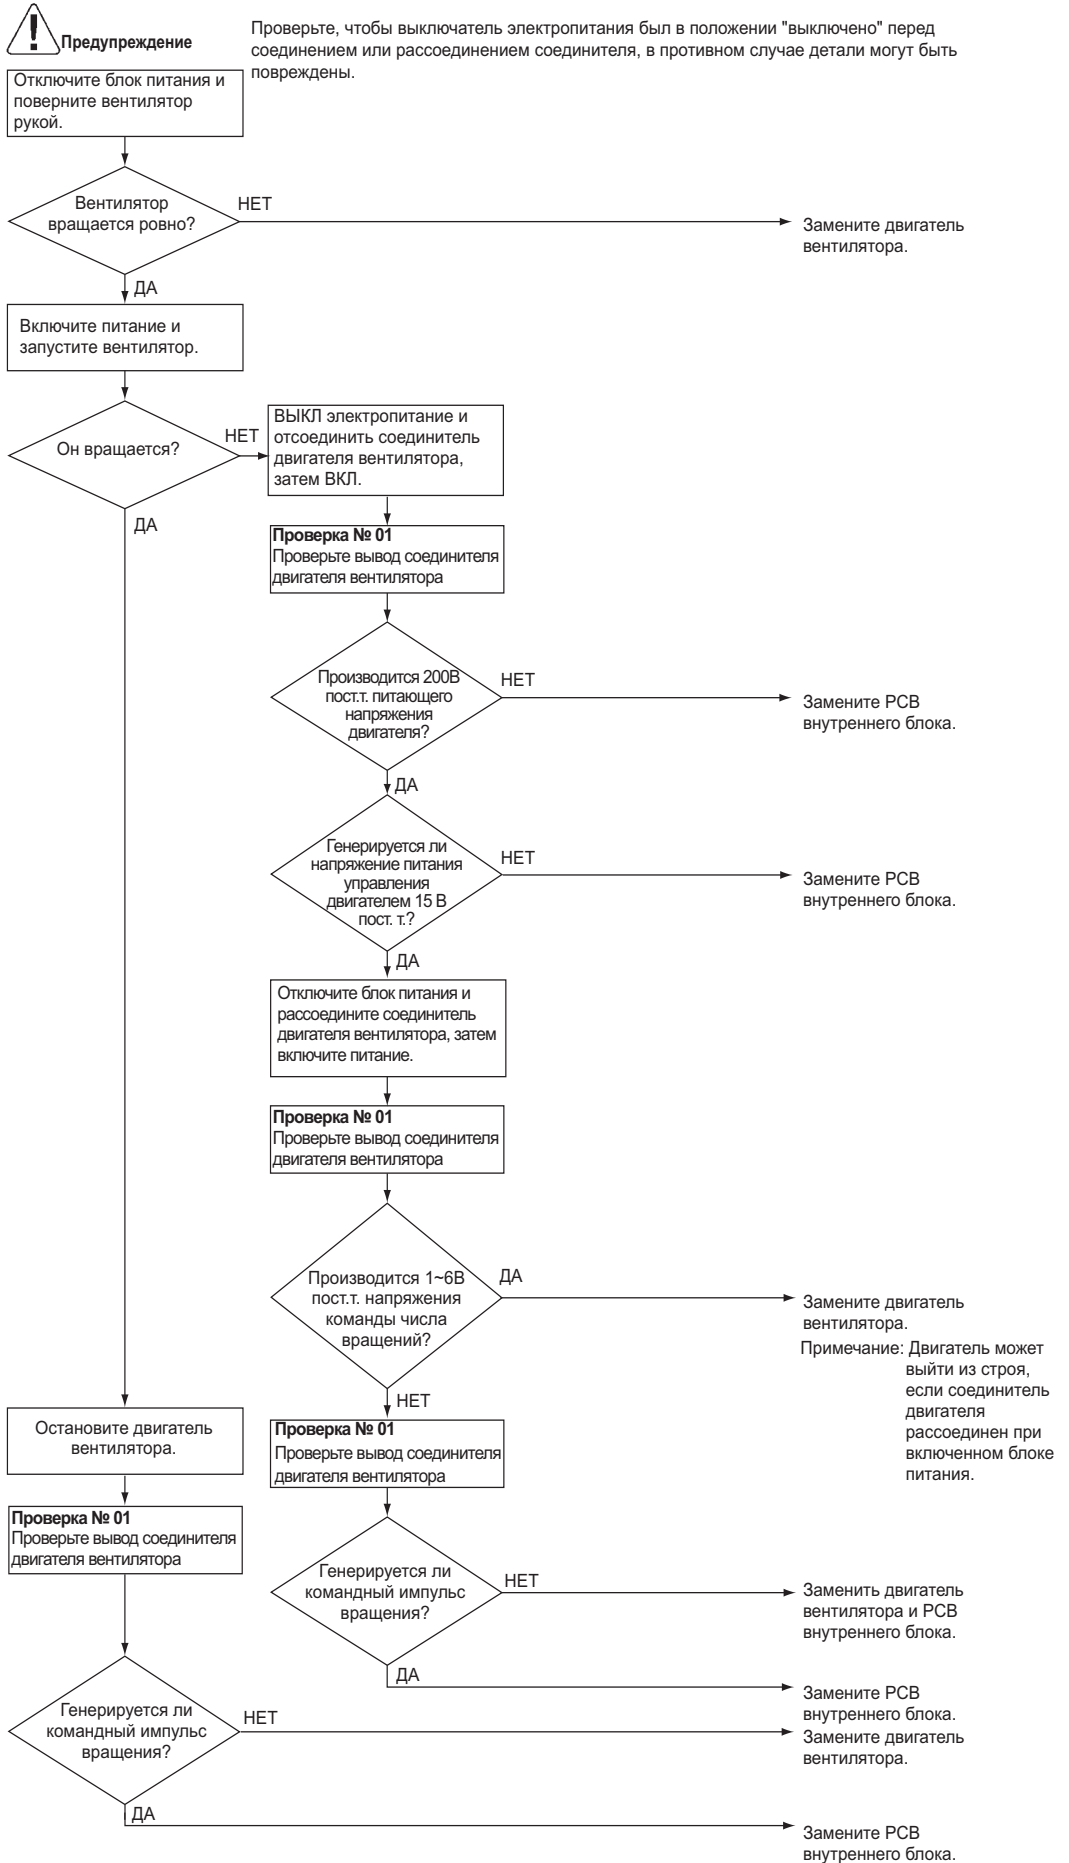 Предупреждение
Проверьте, чтобы выключатель электропитания был в положении "выключено" перед
соединением или рассоединением соединителя, в противном случае детали могут быть
повреждены.
Отключите блок питания и
поверните вентилятор
рукой.
Вентилятор
вращается ровно?
НЕТ
Замените двигатель
вентилятора.
ДА
Включите питание и
запустите вентилятор.
Он вращается?
НЕТ
ВЫКЛ электропитание и
отсоединить соединитель
двигателя вентилятора,
затем ВКЛ.
ДА
Проверка № 01
Проверьте вывод соединителя
двигателя вентилятора
Производится 200В
пост.т. питающего
напряжения
двигателя?
НЕТ
Замените PCB
внутреннего блока.
ДА
Генерируется ли
напряжение питания
управления
двигателем 15 В
пост. т.?
НЕТ
Замените PCB
внутреннего блока.
ДА
Отключите блок питания и
рассоедините соединитель
двигателя вентилятора, затем
включите питание.
Проверка № 01
Проверьте вывод соединителя
двигателя вентилятора
Производится 1~6В
пост.т. напряжения
команды числа
вращений?
ДА
Замените двигатель
вентилятора.
Примечание: Двигатель может
выйти из строя,
если соединитель
двигателя
рассоединен при
включенном блоке
питания.
НЕТ
Остановите двигатель
вентилятора.
Проверка № 01
Проверьте вывод соединителя
двигателя вентилятора
Проверка № 01
Проверьте вывод соединителя
двигателя вентилятора
Генерируется ли
командный импульс
вращения?
НЕТ
Заменить двигатель
вентилятора и PCB
внутреннего блока.
ДА
Замените PCB
внутреннего блока.
Генерируется ли
командный импульс
вращения?
НЕТ
Замените двигатель
вентилятора.
ДА
Замените PCB
внутреннего блока.